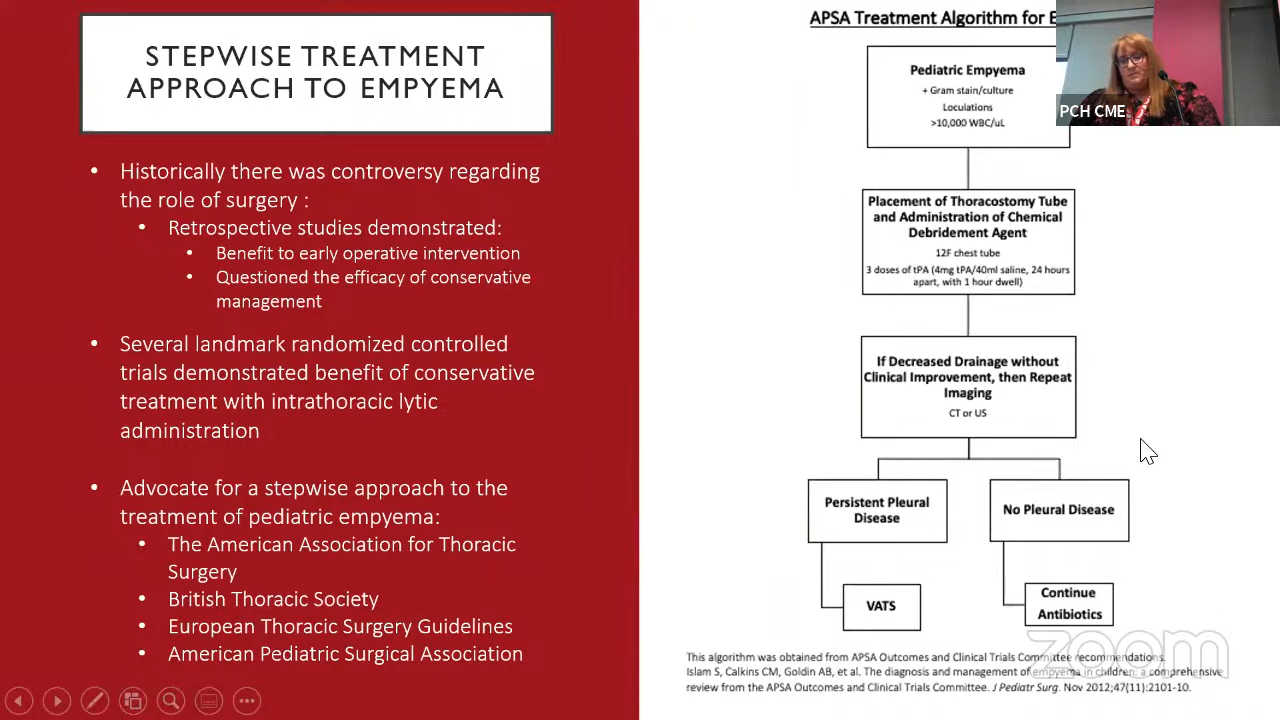 STEPWISE TREATMENT
APPROACH TO EMPYEMA
• Historically there was controversy regarding
the role of surgery :
• Retrospective studies demonstrated:
• Benefit to early operative intervention
• Questioned the efficacy of conservative
management
• Several landmark randomized controlled
trials demonstrated benefit of conservative
treatment with intrathoracic lytic
administration
• Advocate for a stepwise approach to the
treatment of pediatric empyema:
• The American Association for Thoracic
Surgery
• British Thoracic Society
• European Thoracic Surgery Guidelines
• American Pediatric Surgical Association
APSA Treatment Algorithm for E
PCH CME
Pediatric Empyema
+ Gram stain/culture
Loculations
>10,000 WBC/uL
Placement of Thoracostomy Tube
and Administration of Chemical
Debridement Agent
12F chest tube
3 doses of tPA (4mg tPA/40ml saline, 24 hours
apart, with 1 hour dwell)
If Decreased Drainage without
Clinical Improvement, then Repeat
Imaging
CT or US
Persistent Pleural
Disease
No Pleural Disease
VATS
Continue
Antibiotics
This algorithm was obtained from APSA Outcomes and Clinical Trials Committee recommendations.
Islam S, Calkins CM, Goldin AB, et al. The diagnosis and management of empyema in children: a comprehensive
review from the APSA Outcomes and Clinical Trials Committee. J Pediatr Surg. Nov 2012;47(11):2101-10.
zoom